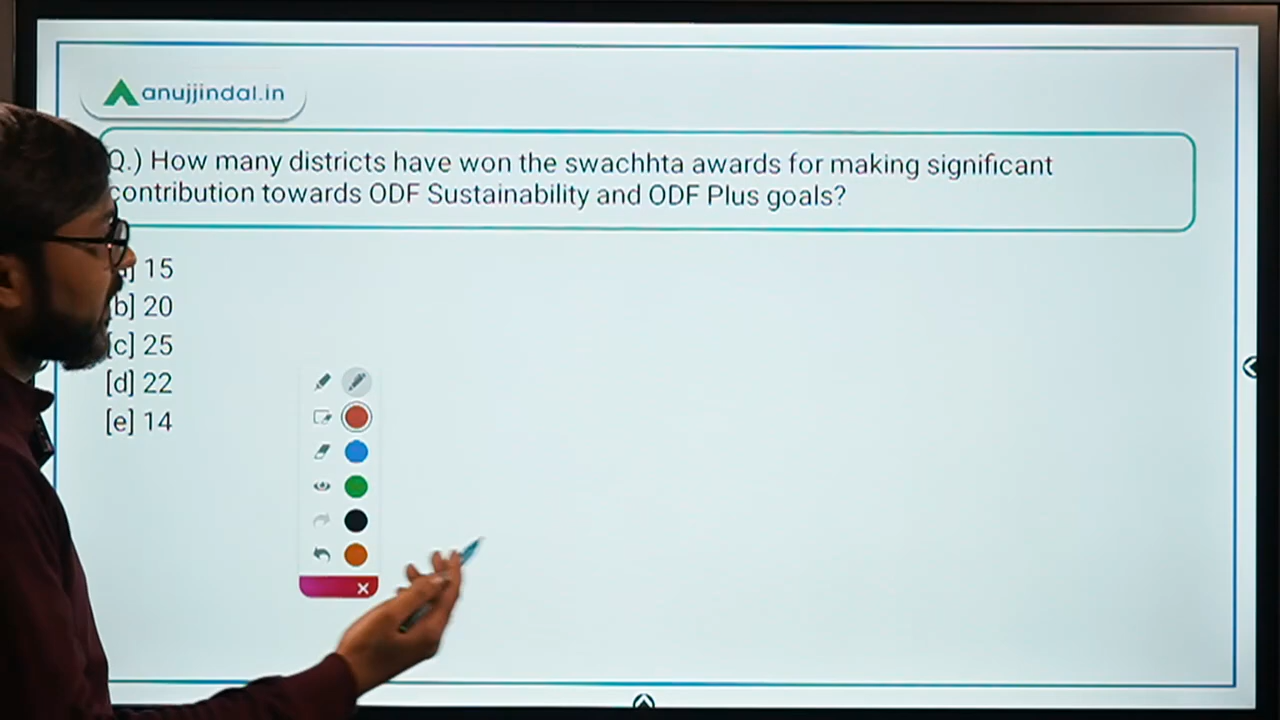 anujjindal.in
Q.) How many districts have won the swachhta awards for making significant
contribution towards ODF Sustainability and ODF Plus goals?
15
[b] 20
[c] 25
[d] 22
[e] 14